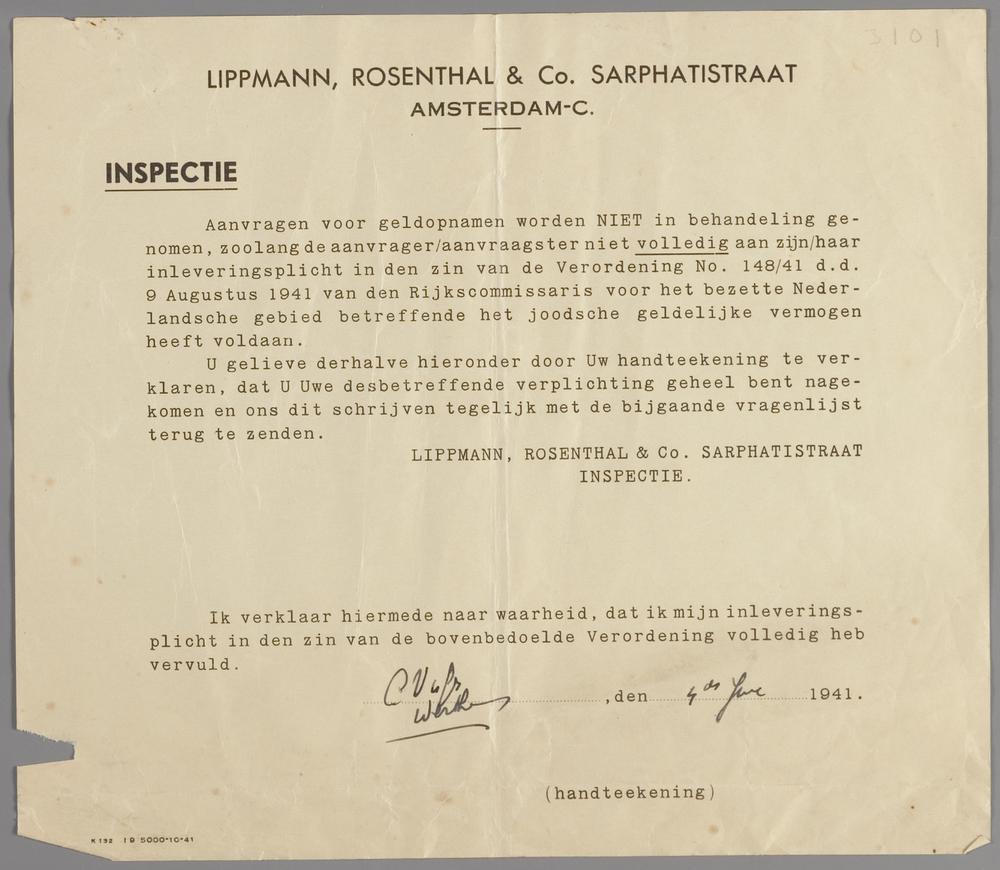 3101
LIPPMANN, ROSENTHAL & Co. SARPHATISTRAAT
AMSTERDAM-C.
INSPECTIE
Aanvragen voor geldopnamen worden NIET in behandeling ge-
nomen, zoolang de aanvrager/aanvraagster niet volledig aan zijn/haar
inleveringsplicht in den zin van de Verordening No. 148/41 d.d.
9 Augustus 1941 van den Rijkscommissaris voor het bezette Neder-
landsche gebied betreffende het joodsche geldelijke vermogen
heeft voldaan.
U gelieve derhalve hieronder door Uw handteekening te ver-
klaren, dat U Uwe desbetreffende verplichting geheel bent nage-
komen en ons dit schrijven tegelijk met de bijgaande vragenlijst
terug te zenden.
LIPPMANN, ROSENTHAL & Co. SARPHATISTRAAT
INSPECTIE.
Ik verklaar hiermede naar waarheid, dat ik mijn inleverings-
plicht in den zin van de bovenbedoelde Verordening volledig heb
vervuld.
, den 1941.
(handteekening)
K 192 I 9 5000-10-41